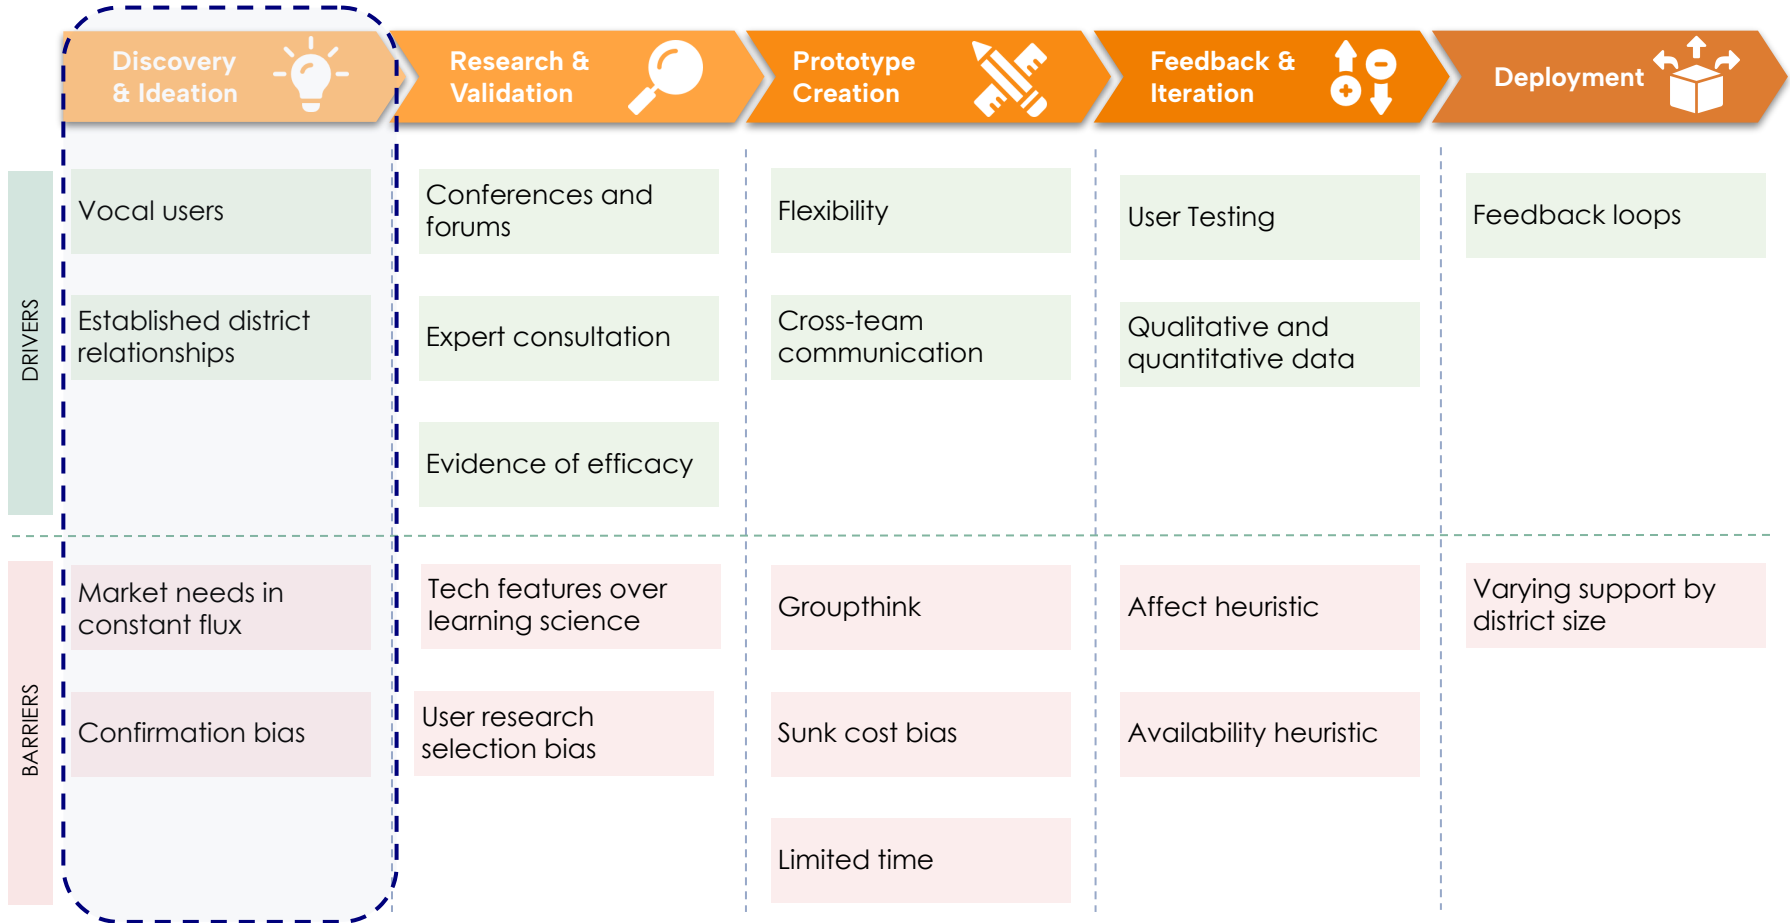 Discovery
& Ideation
Research &
Validation
Prototype
Creation
Feedback &
Iteration
Deployment
DRIVERS
Vocal users
Conferences and
forums
Flexibility
User Testing
Feedback loops
Established district
relationships
Expert consultation
Cross-team
communication
Qualitative and
quantitative data
Evidence of efficacy
BARRIERS
Market needs in
constant flux
Tech features over
learning science
Groupthink
Affect heuristic
Varying support by
district size
Confirmation bias
User research
selection bias
Sunk cost bias
Availability heuristic
Limited time